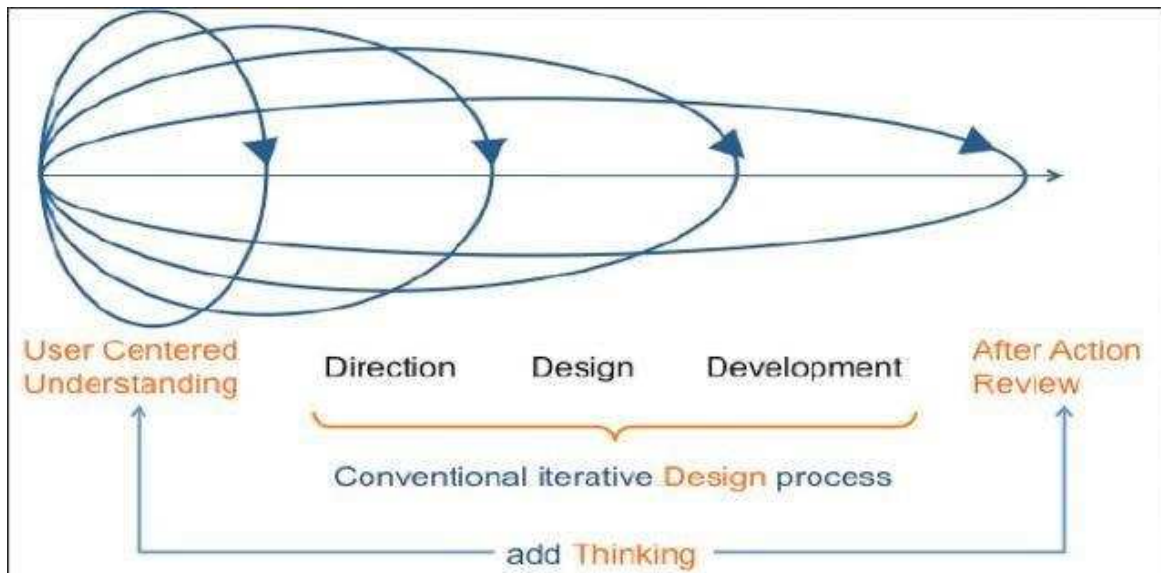 User Centered
Understanding
Direction
Design
Development
After Action
Review
Conventional iterative Design process
add Thinking